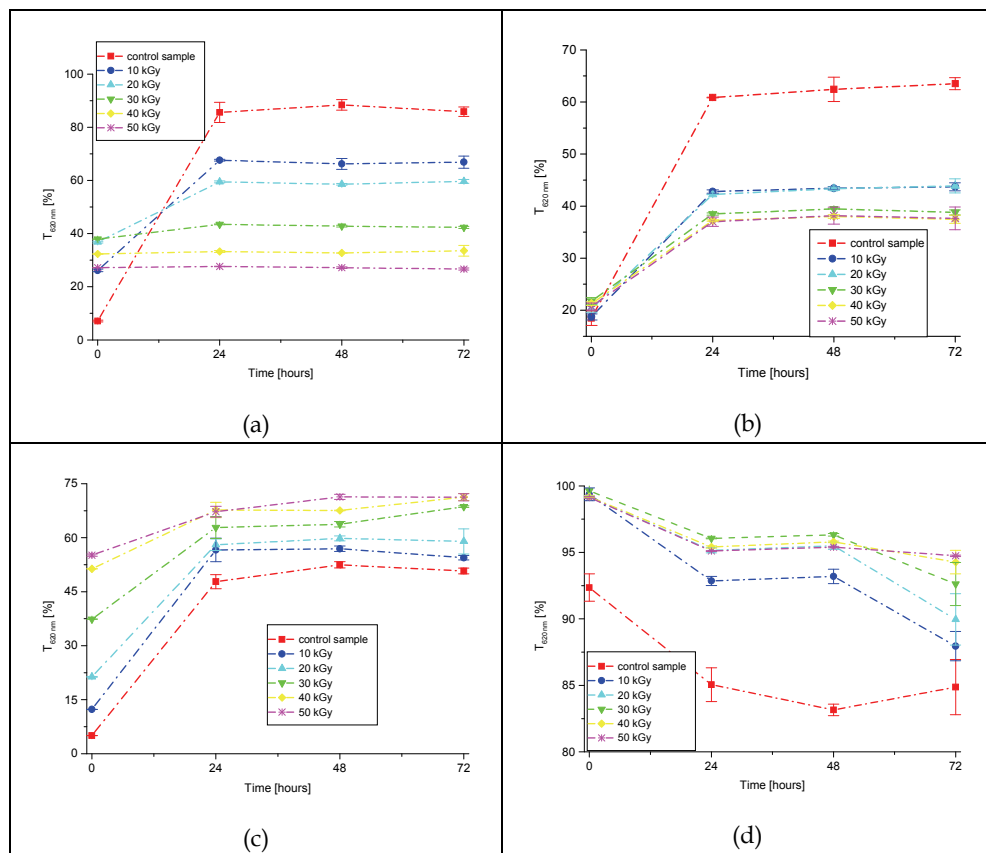 control sample
10 kGy
20 kGy
30 kGy
40 kGy
50 kGy
100
80
60
40
20
0
T620 nm [%]
0 24 48 72
Time [hours]
(a)
70
60
50
40
30
20
T620 nm [%]
control sample
10 kGy
20 kGy
30 kGy
40 kGy
50 kGy
0 24 48 72
Time [hours]
(b)
75
60
45
30
15
0
T620 nm [%]
control sample
10 kGy
20 kGy
30 kGy
40 kGy
50 kGy
0 24 48 72
Time [hours]
(c)
100
95
90
85
80
T620nm [%]
control sample
10 kGy
20 kGy
30 kGy
40 kGy
50 kGy
0 24 48 72
Time [hours]
(d)